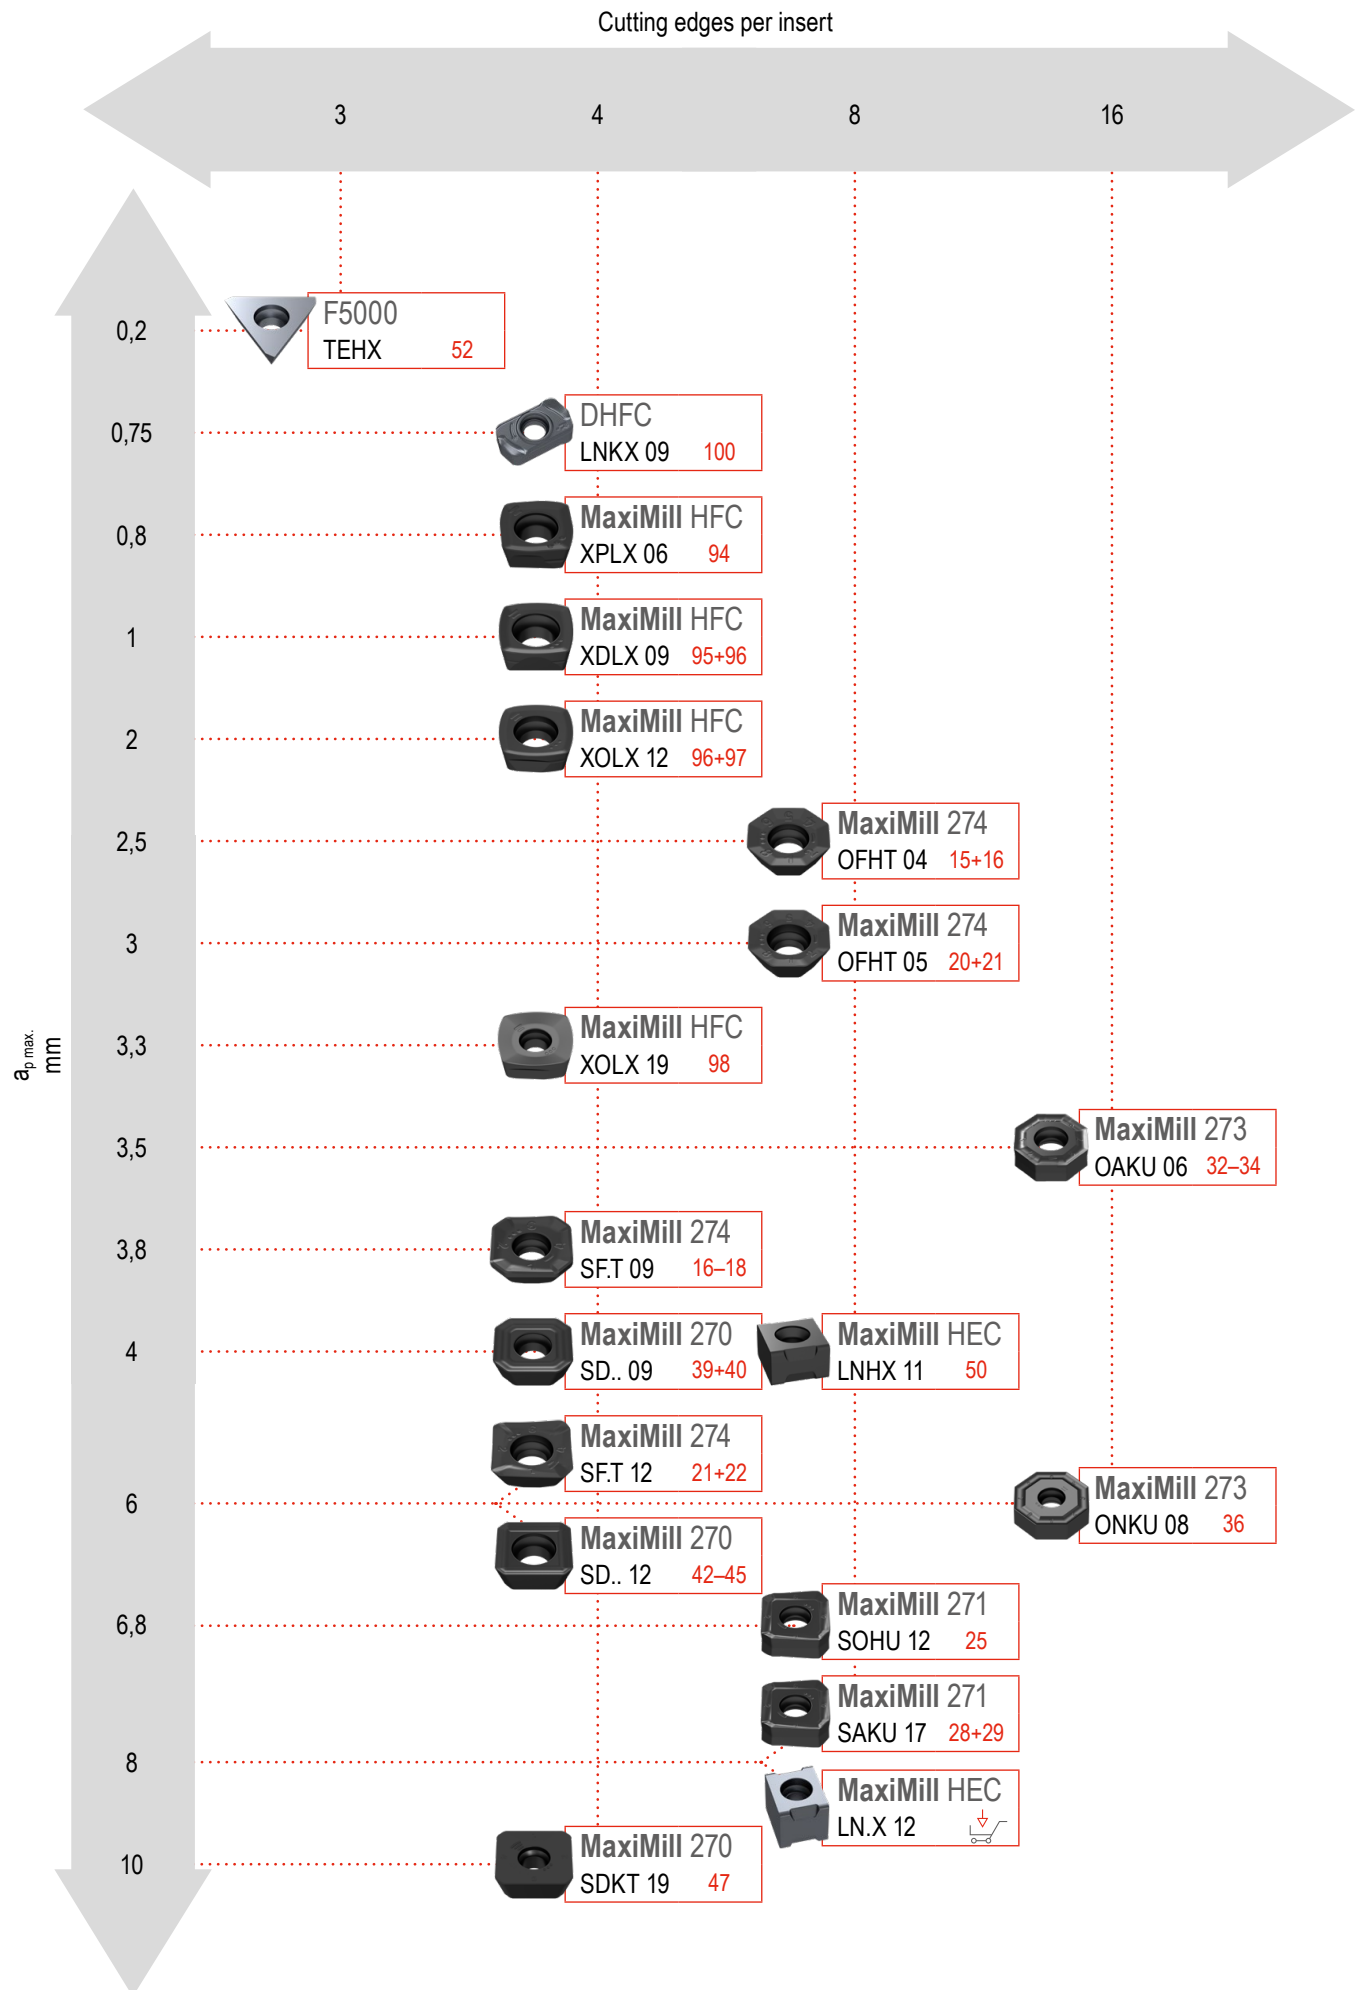 Cutting edges per insert
3 4 8 16
0,2
F5000
TEHX 52
0,75
DHFC
LNKX 09 100
0,8
MaxiMill HFC
XPLX 06 94
1
MaxiMill HFC
XDLX 09 95+96
2
MaxiMill HFC
XOLX 12 96+97
2,5
MaxiMill 274
OFHT 04 15+16
3
MaxiMill 274
OFHT 05 20+21
ap max.
mm
3,3
MaxiMill HFC
XOLX 19 98
3,5
MaxiMill 273
OAKU 06 32–34
3,8
MaxiMill 274
SF.T 09 16–18
4
MaxiMill 270
SD.. 09 39+40
MaxiMill HEC
LNHX 11 50
MaxiMill 274
SF.T 12 21+22
6
MaxiMill 273
ONKU 08 36
MaxiMill 270
SD.. 12 42–45
6,8
MaxiMill 271
SOHU 12 25
MaxiMill 271
SAKU 17 28+29
8
MaxiMill HEC
LN.X 12
10
MaxiMill 270
SDKT 19 47